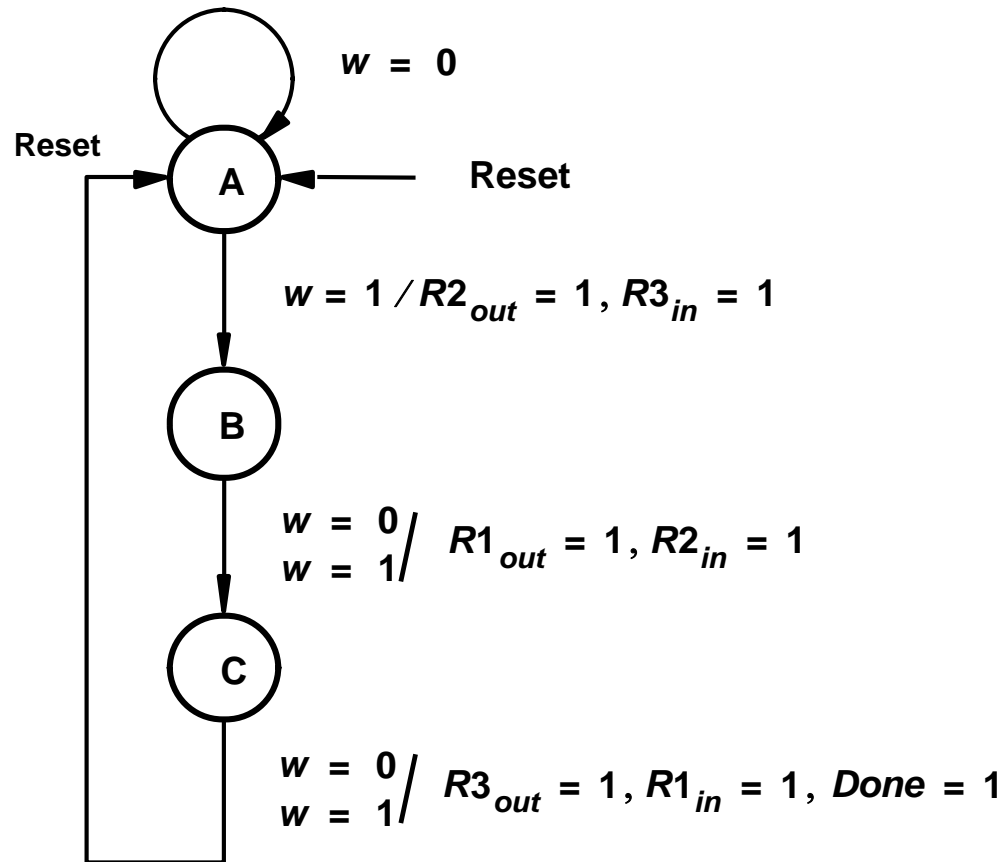 w = 0
Reset
A
Reset
w = 1 / R2out = 1, R3in = 1
B
w = 0
w = 1 / R1out = 1, R2in = 1
C
w = 0
w = 1 / R3out = 1, R1in = 1, Done = 1